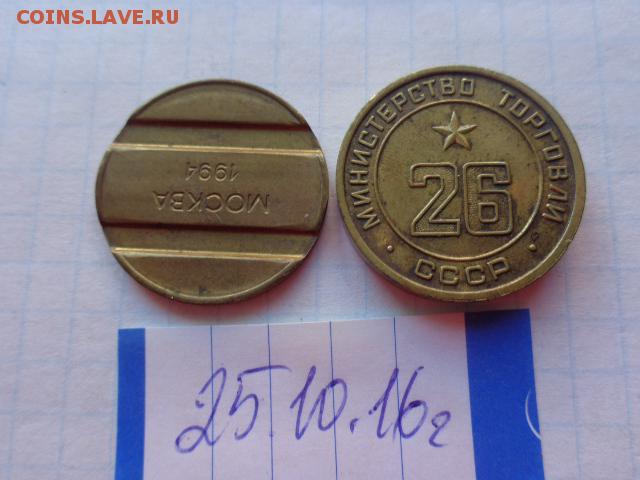 COINS.LAVE.RU
МОСКВА
1994
МИНИСТЕРСТВО ТОРГОВЛИ
26
СССР
25.10.16г